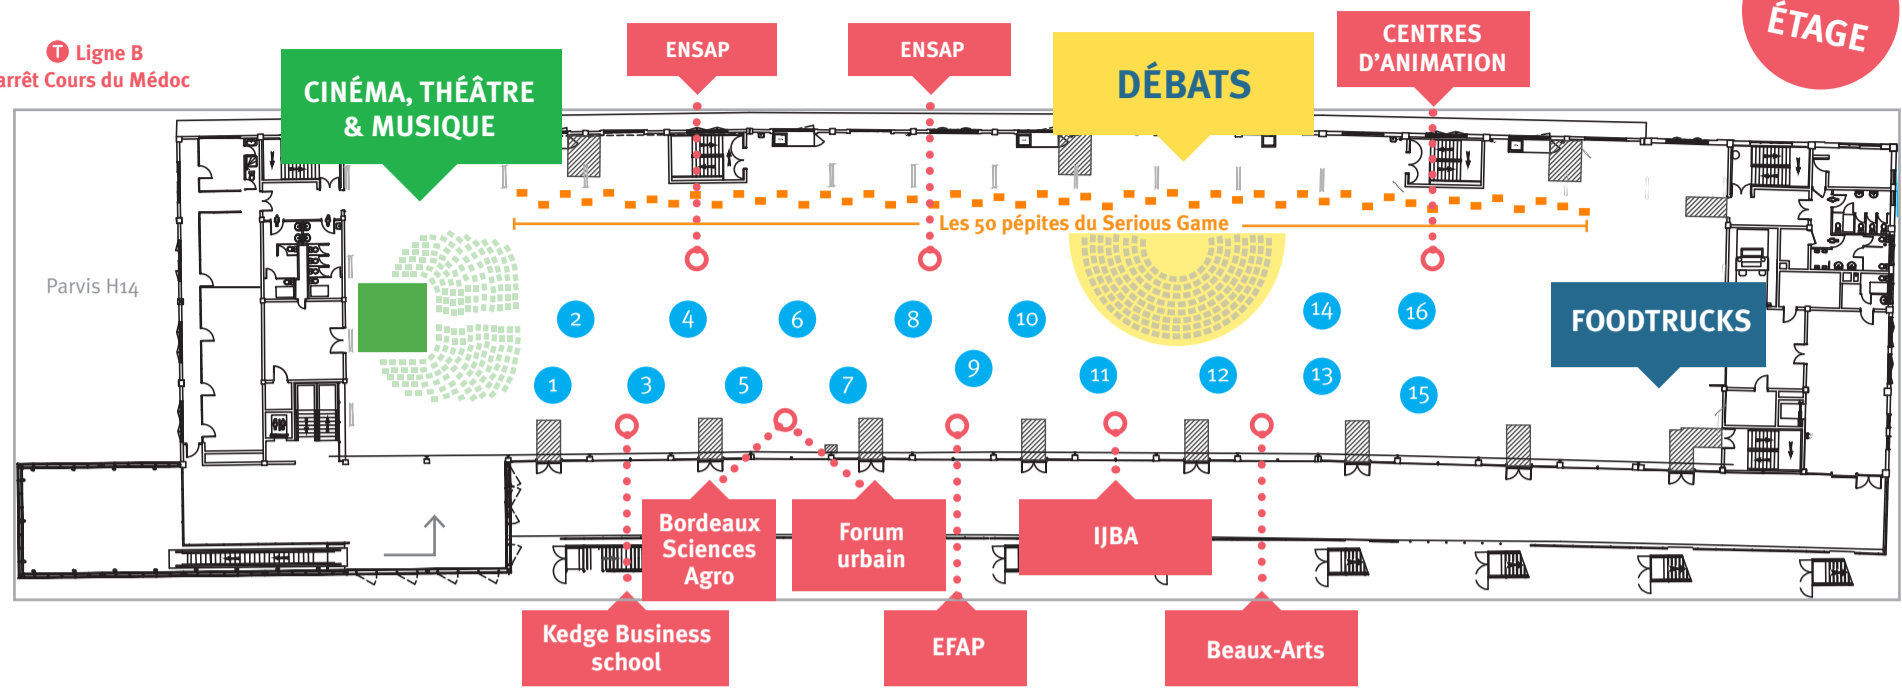 T Ligne B
arrêt Cours du Médoc
ÉTAGE
CINÉMA, THÉÂTRE
& MUSIQUE
ENSAP
ENSAP
DÉBATS
CENTRES
D'ANIMATION
Les 50 pépites du Serious Game
Parvis H14
FOODTRUCKS
2
4
6
8
10
14
16
1
3
5
7
9
11
12
13
15
Bordeaux
Sciences
Agro
Forum
urbain
IJBA
Kedge Business
school
EFAP
Beaux-Arts